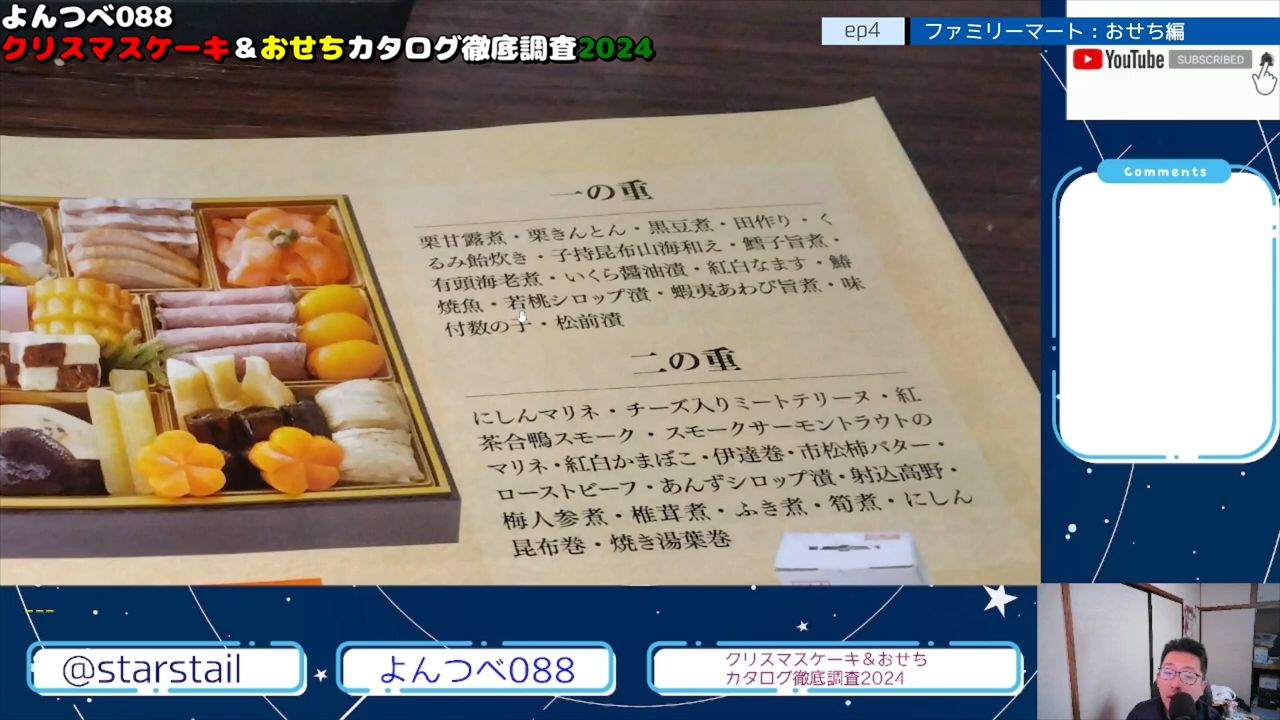 よんつべ088
クリスマスケーキ＆おせちカタログ徹底調査2024
ep4
ファミリーマート：おせち編
YouTube
SUBSCRIBED
Comments
一の重
栗甘露煮・栗きんとん・黒豆煮・田作り・く
るみ飴炊き・子持昆布山海和え・鱈子旨煮・
有頭海老煮・いくら醤油漬・紅白なます・鰆
焼魚・若桃シロップ漬・蝦夷あわび旨煮・味
付数の子・松前漬
二の重
にしんマリネ・チーズ入りミートテリーヌ・紅
茶合鴨スモーク・スモークサーモントラウトの
マリネ・紅白かまぼこ・伊達巻・市松柿バター・
ローストビーフ・あんずシロップ漬・射込高野・
梅人参煮・椎茸煮・ふき煮・筍煮・にしん
昆布巻・焼き湯葉巻
---
@starstail
よんつべ088
クリスマスケーキ＆おせち
カタログ徹底調査2024